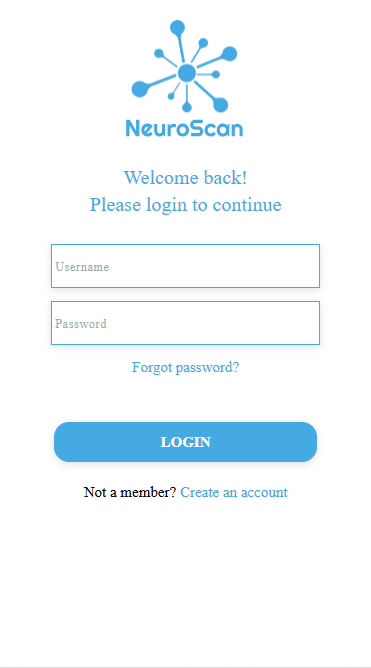 NeuroScan
Welcome back!
Please login to continue
Username
Password
Forgot password?
LOGIN
Not a member? Create an account